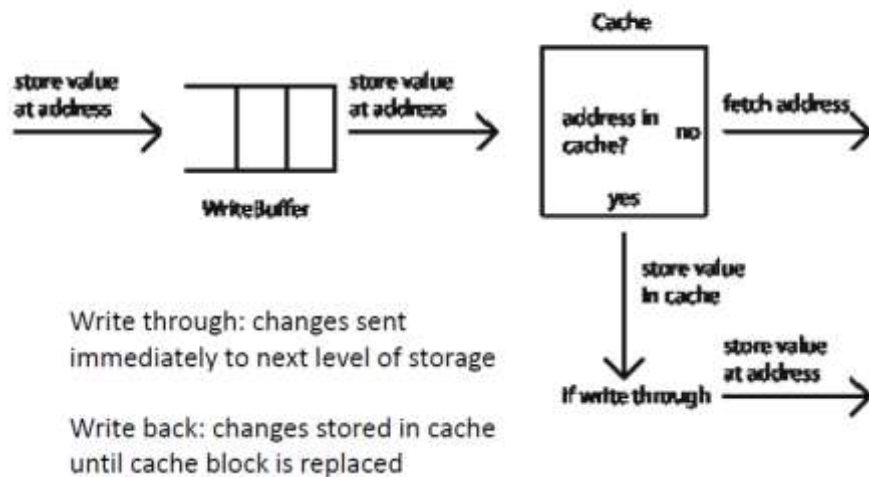 Cache
store value
at address
store value
at address
address in
cache?
no
fetch address
yes
WriteBuffer
store value
in cache
Write through: changes sent
immediately to next level of storage
store value
at address
If write through
Write back: changes stored in cache
until cache block is replaced